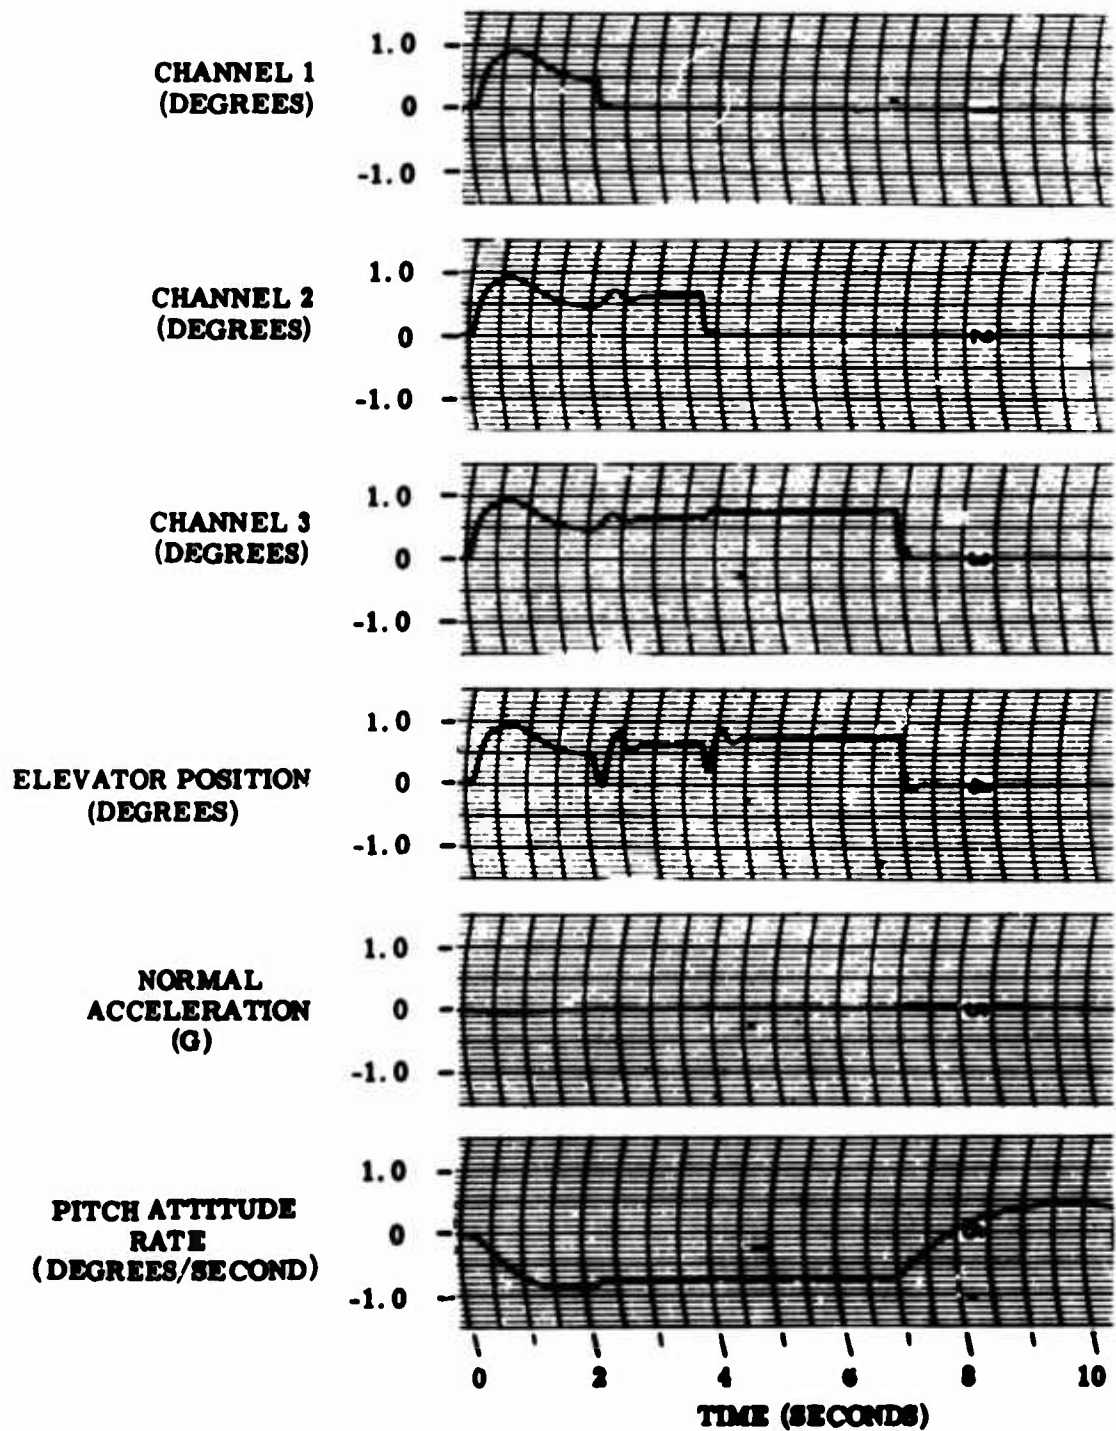 CHANNEL 1
(DEGREES)
1.0
0
-1.0
CHANNEL 2
(DEGREES)
1.0
0
-1.0
2
CHANNEL 3
(DEGREES)
1.0
0
-1.0
3
ELEVATOR POSITION
(DEGREES)
1.0
0
-1.0
NORMAL
ACCELERATION
(G)
1.0
0
-1.0
PITCH ATTITUDE
RATE
(DEGREES/SECOND)
1.0
0
-1.0
0 2 4 6 8 10
TIME (SECONDS)